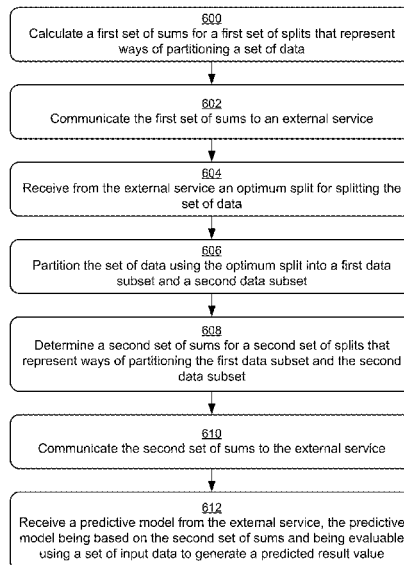 600
Calculate a first set of sums for a first set of splits that represent
ways of partitioning a set of data
602
Communicate the first set of sums to an external service
604
Receive from the external service an optimum split for splitting the
set of data
606
Partition the set of data using the optimum split into a first data
subset and a second data subset
608
Determine a second set of sums for a second set of splits that
represent ways of partitioning the first data subset and the second
data subset
610
Communicate the second set of sums to the external service
612
Receive a predictive model from the external service, the predictive
model being based on the second set of sums and being evaluable
using a set of input data to generate a predicted result value